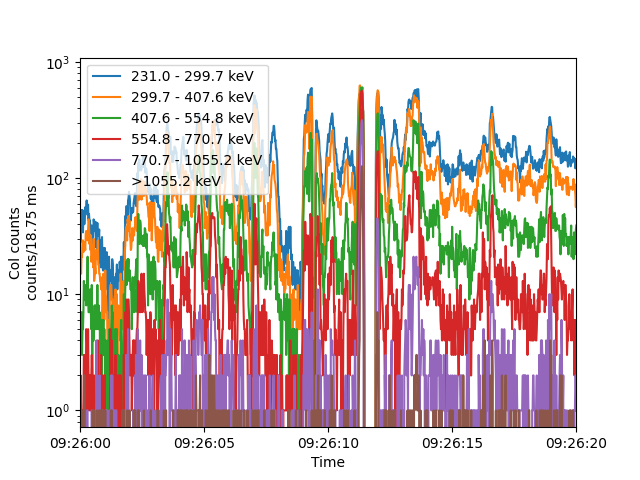 10³
231.0 - 299.7 keV
299.7 - 407.6 keV
407.6 - 554.8 keV
554.8 - 770.7 keV
770.7 - 1055.2 keV
>1055.2 keV
10²
10¹
10⁰
Col counts
counts/18.75 ms
09:26:00 09:26:05 09:26:10 09:26:15 09:26:20
Time